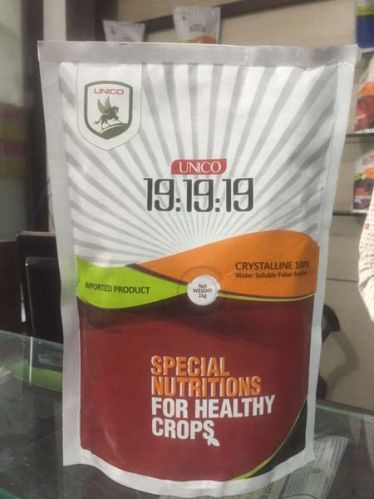 UNICO
UNICO
19:19:19
CRYSTALLINE 100%
Water Soluble Foliar
IMPORTED PRODUCT
Net
WEIGHT
1kg
SPECIAL
NUTRITIONS
FOR HEALTHY
CROPS